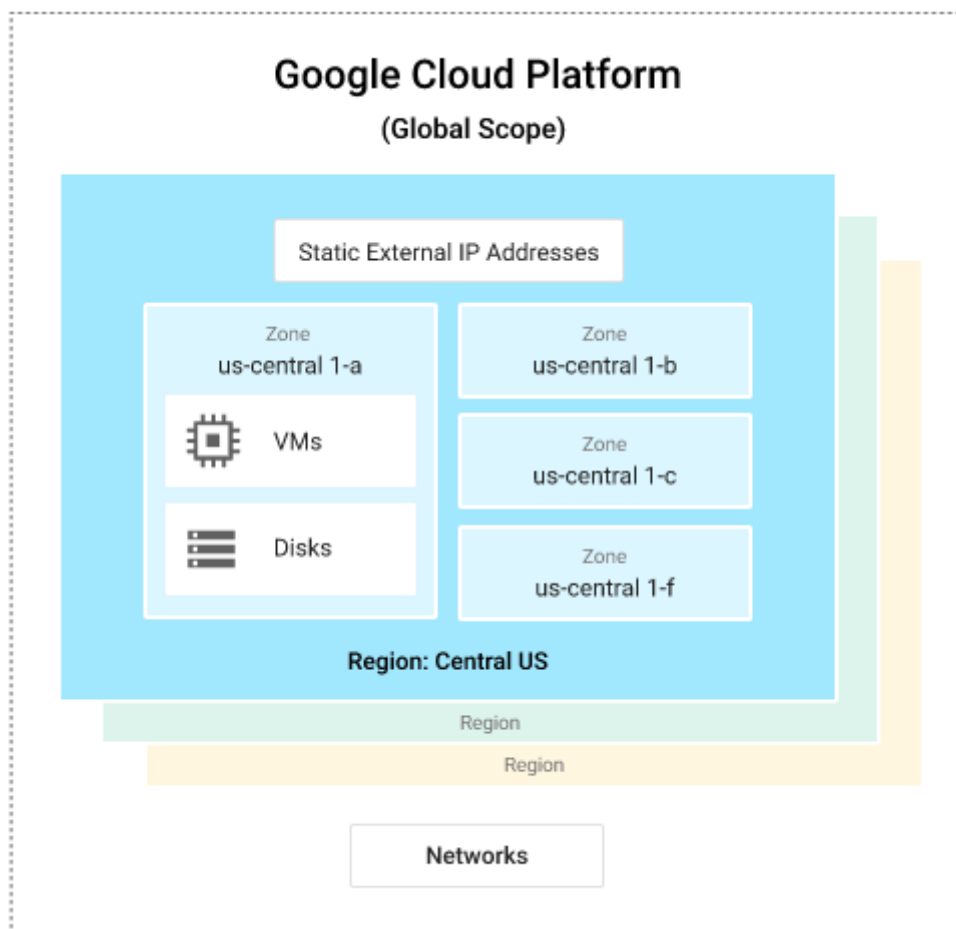 Google Cloud Platform
(Global Scope)
Static External IP Addresses
Zone
us-central 1-a
VMs
Disks
Zone
us-central 1-b
Zone
us-central 1-c
Zone
us-central 1-f
Region: Central US
Region
Region
Networks